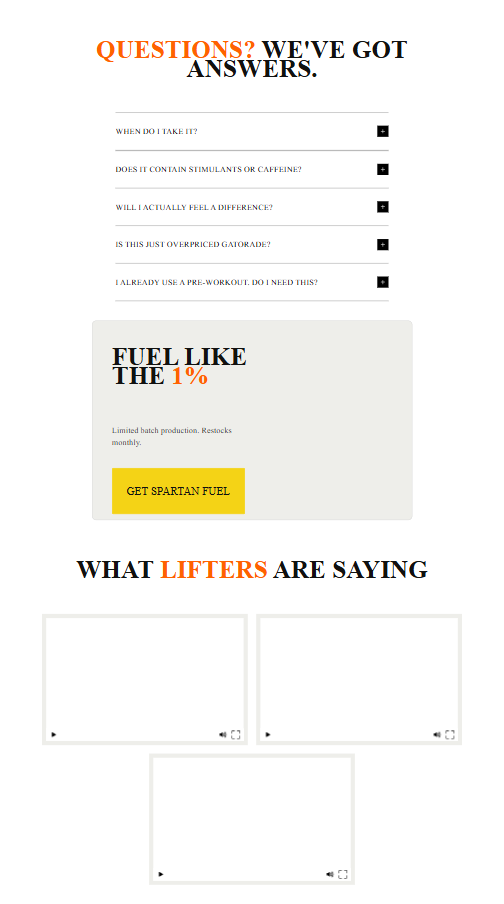 QUESTIONS? WE'VE GOT
ANSWERS.
WHEN DO I TAKE IT?
DOES IT CONTAIN STIMULANTS OR CAFFEINE?
WILL I ACTUALLY FEEL A DIFFERENCE?
IS THIS JUST OVERPRICED GATORADE?
I ALREADY USE A PRE-WORKOUT. DO I NEED THIS?
FUEL LIKE
THE 1%
Limited batch production. Restocks
monthly.
GET SPARTAN FUEL
WHAT LIFTERS ARE SAYING